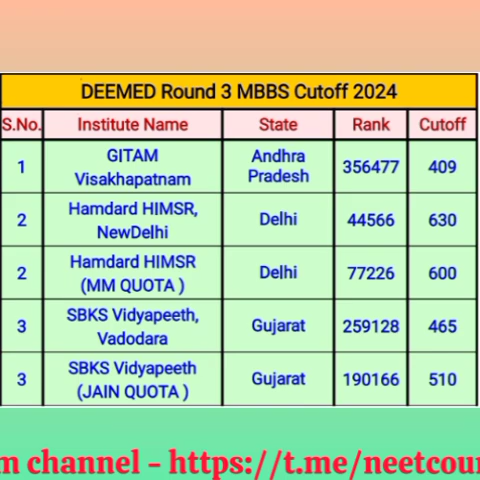 DEEMED Round 3 MBBS Cutoff 2024
S.No. Institute Name State Rank Cutoff
1 GITAM Visakhapatnam Andhra Pradesh 356477 409
2 Hamdard HIMSR, NewDelhi Delhi 44566 630
2 Hamdard HIMSR (MM QUOTA ) Delhi 77226 600
3 SBKS Vidyapeeth, Vadodara Gujarat 259128 465
3 SBKS Vidyapeeth (JAIN QUOTA ) Gujarat 190166 510
m channel - https://t.me/neetcour